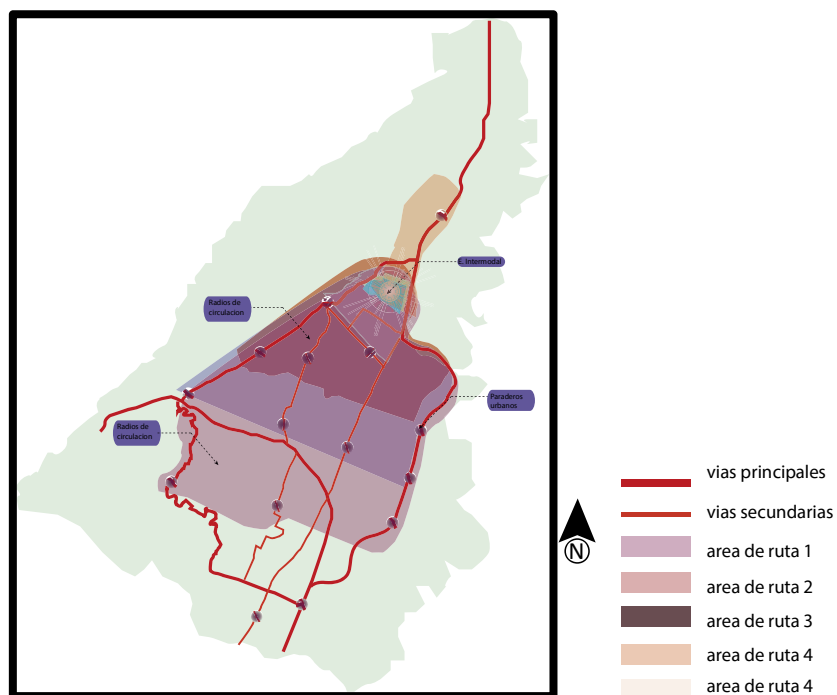 c. Intermodal
Radios de
circulacion
Paraderos
urbanos
Radios de
circulacion
vias principales
vias secundarias
area de ruta 1
area de ruta 2
area de ruta 3
area de ruta 4
area de ruta 4
N